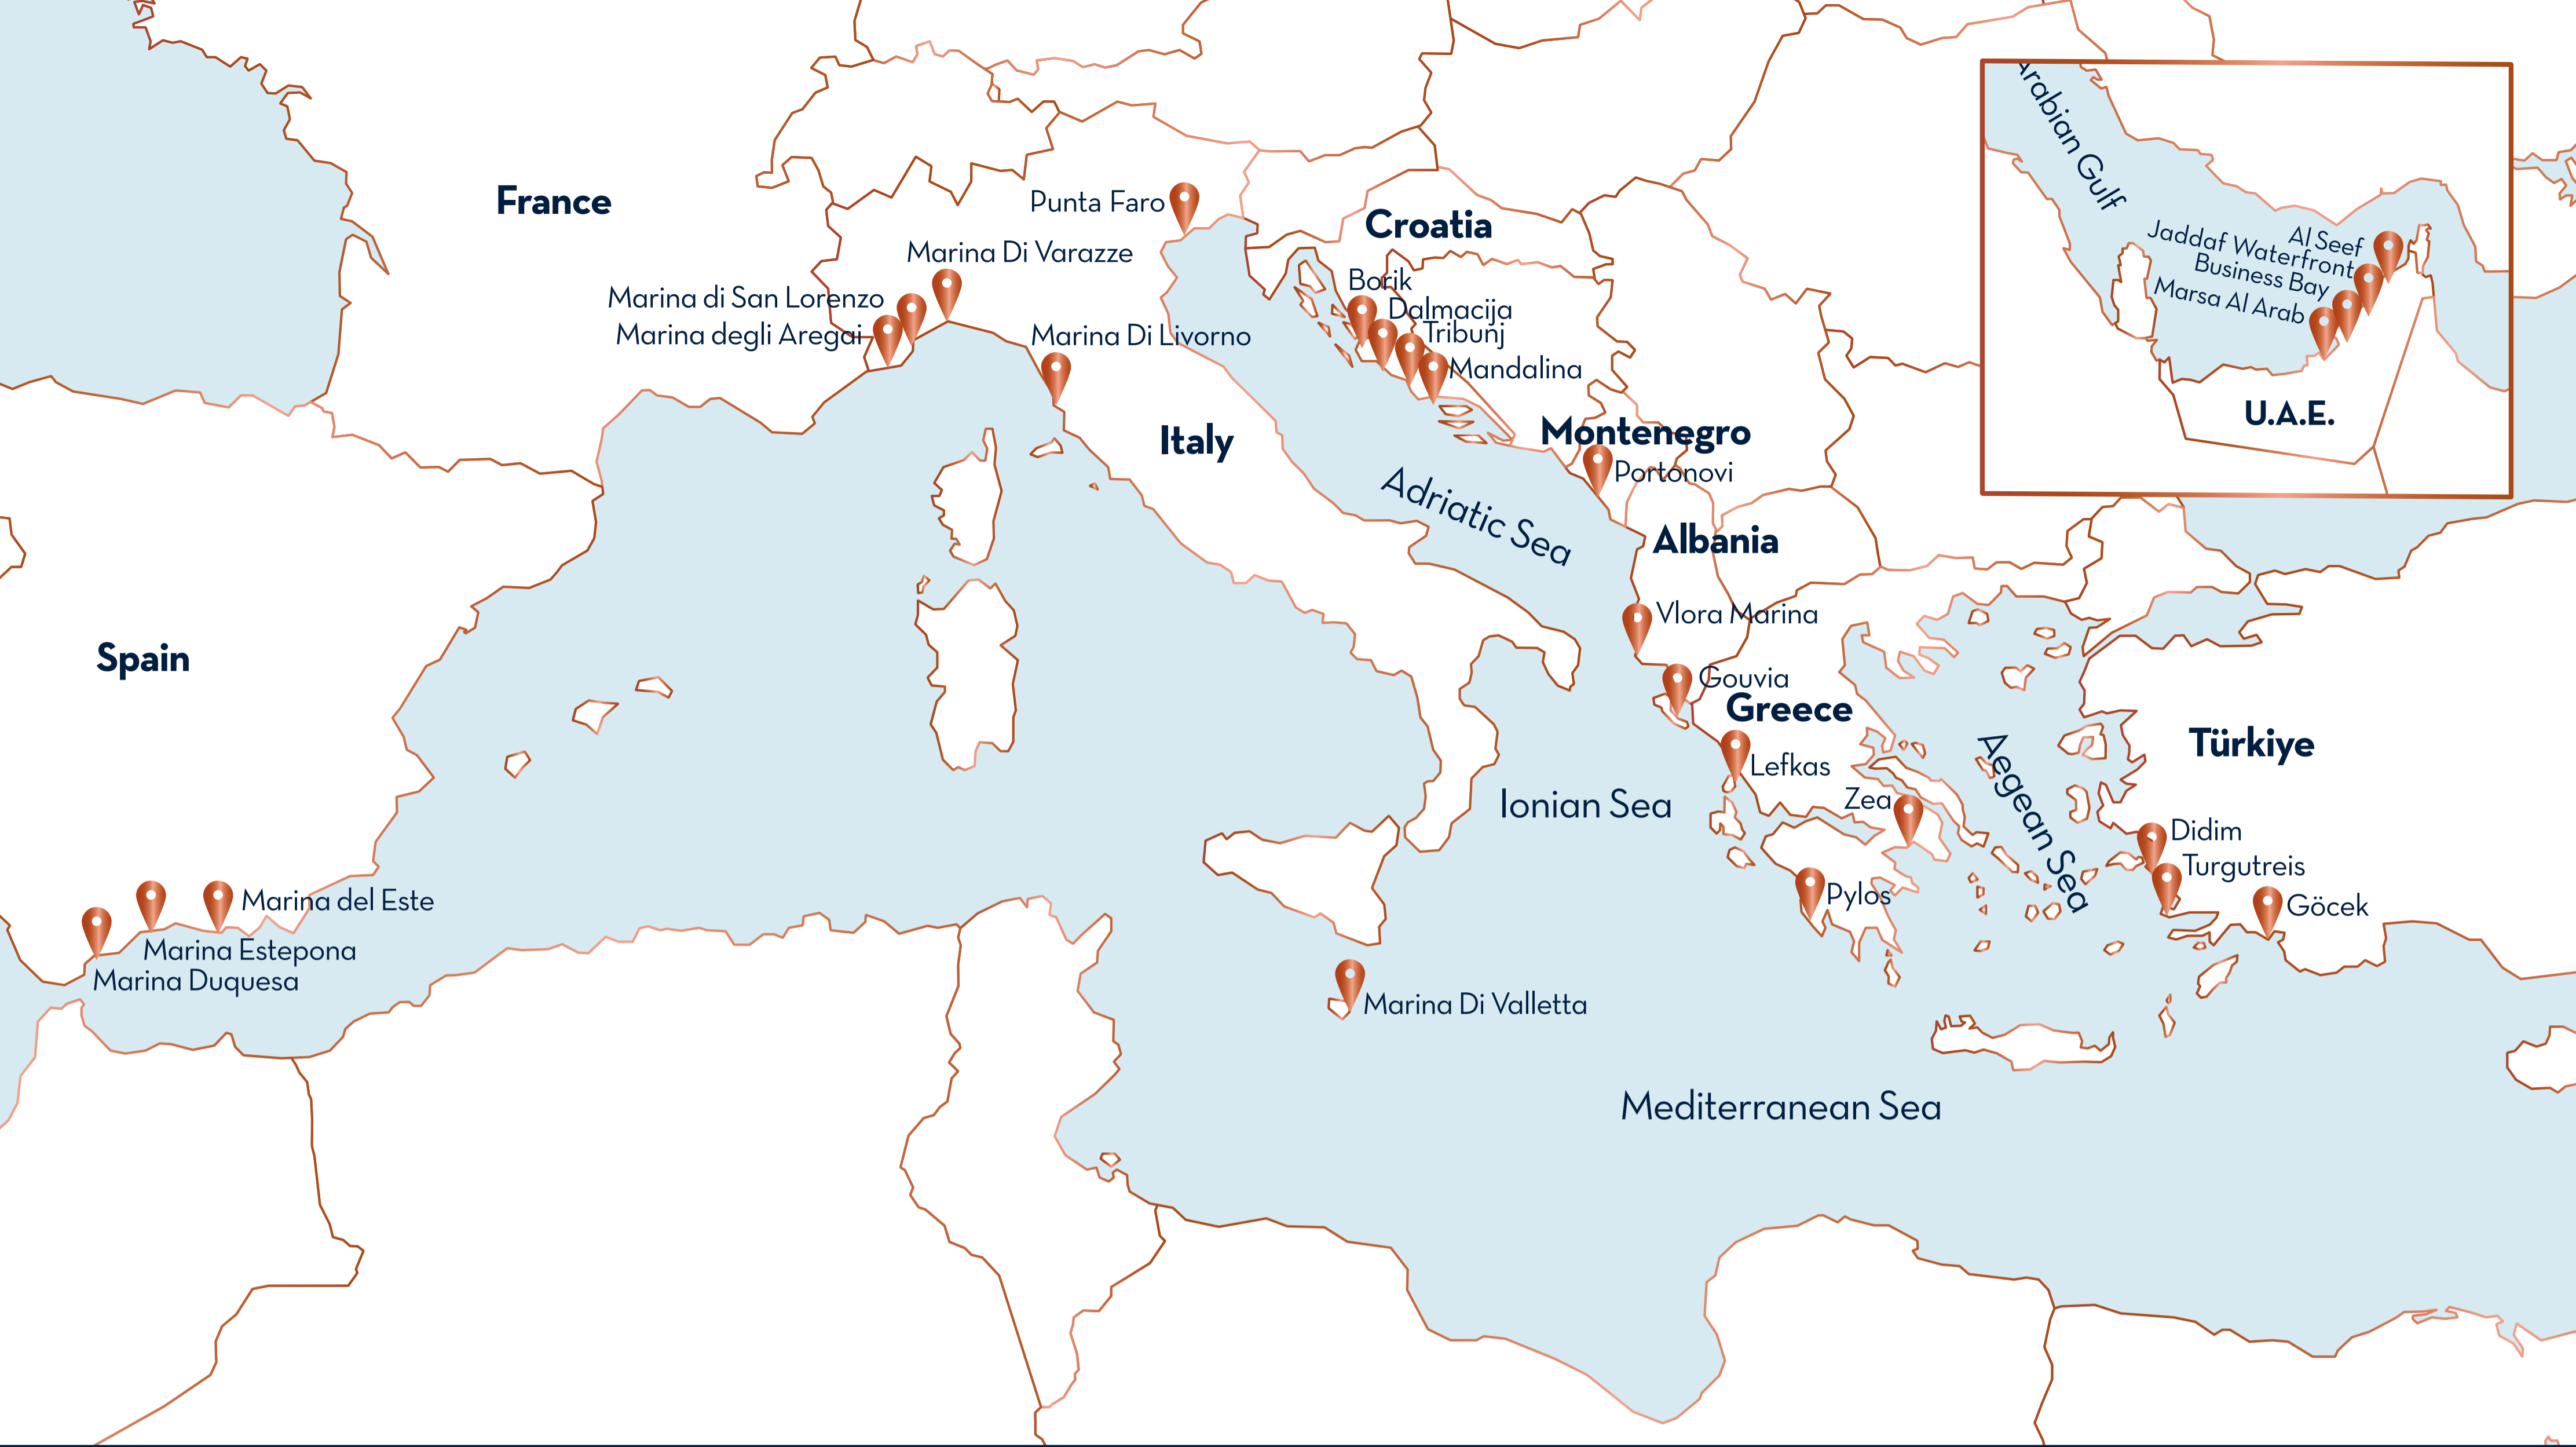 France
Punta Faro
Croatia
Marina Di Varazze
Borik
Marina di San Lorenzo
Dalmacija
Marina degli Aregai
Tribunj
Marina Di Livorno
Mandalina
Italy
Montenegro
Portonovi
Adriatic Sea
Albania
Vlora Marina
Spain
Gouvia
Greece
Türkiye
Lefkas
Ionian Sea
Zea
Aegean Sea
Didim
Turgutreis
Pylos
Göcek
Marina del Este
Marina Estepona
Marina Duquesa
Marina Di Valletta
Mediterranean Sea
Arabian Gulf
Al Seef
Jaddaf Waterfront
Business Bay
Marsa Al Arab
U.A.E.